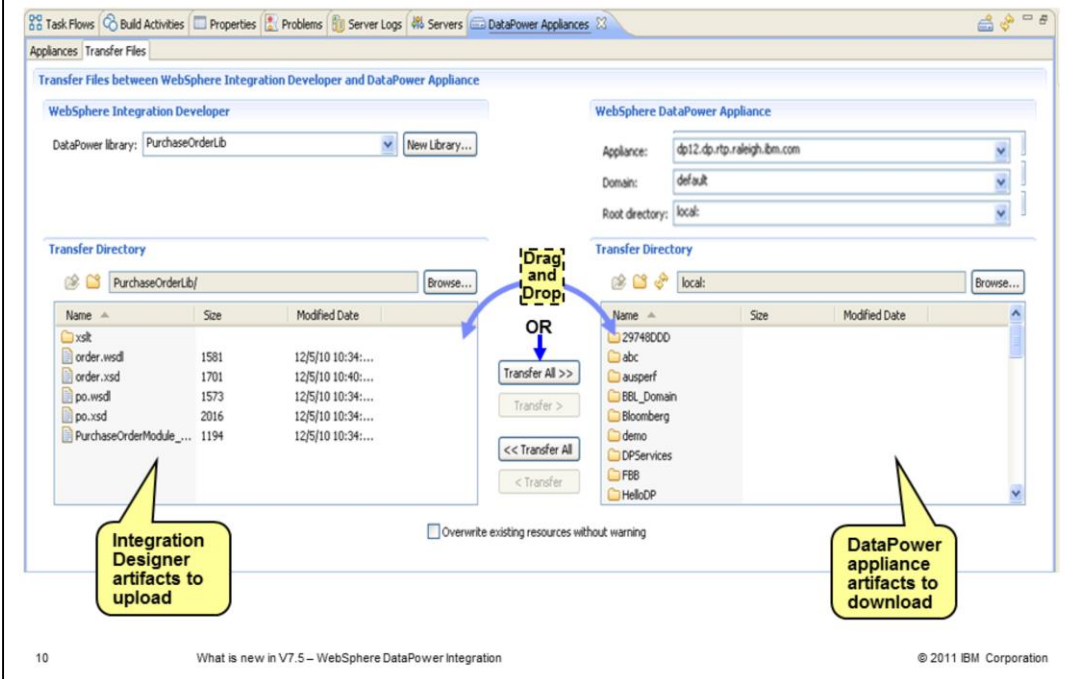 Task Flows Build Activities Properties Problems Server Logs Servers DataPower Appliances
Appliances Transfer Files
Transfer Files between WebSphere Integration Developer and DataPower Appliance
WebSphere Integration Developer
DataPower library: PurchaseOrderLib New Library...
WebSphere DataPower Appliance
Appliance: dp12.dp.rtp.raleigh.ibm.com
Domain: default
Root directory: local:
Transfer Directory
PurchaseOrderLib/ Browse...
Name Size Modified Date
xslt
order.wsdl 1581 12/5/10 10:34:...
order.xsd 1701 12/5/10 10:40:...
po.wsdl 1573 12/5/10 10:34:...
po.xsd 2016 12/5/10 10:34:...
PurchaseOrderModule_... 1194 12/5/10 10:34:...
Drag
and
Drop
OR
Transfer All >>
Transfer >
<< Transfer All
< Transfer
Transfer Directory
local: Browse...
Name Size Modified Date
29748DDD
abc
ausperf
BBL_Domain
Bloomberg
demo
DPServices
FBB
HelloDP
Overwrite existing resources without warning
Integration
Designer
artifacts to
upload
DataPower
appliance
artifacts to
download
10 What is new in V7.5 – WebSphere DataPower Integration © 2011 IBM Corporation